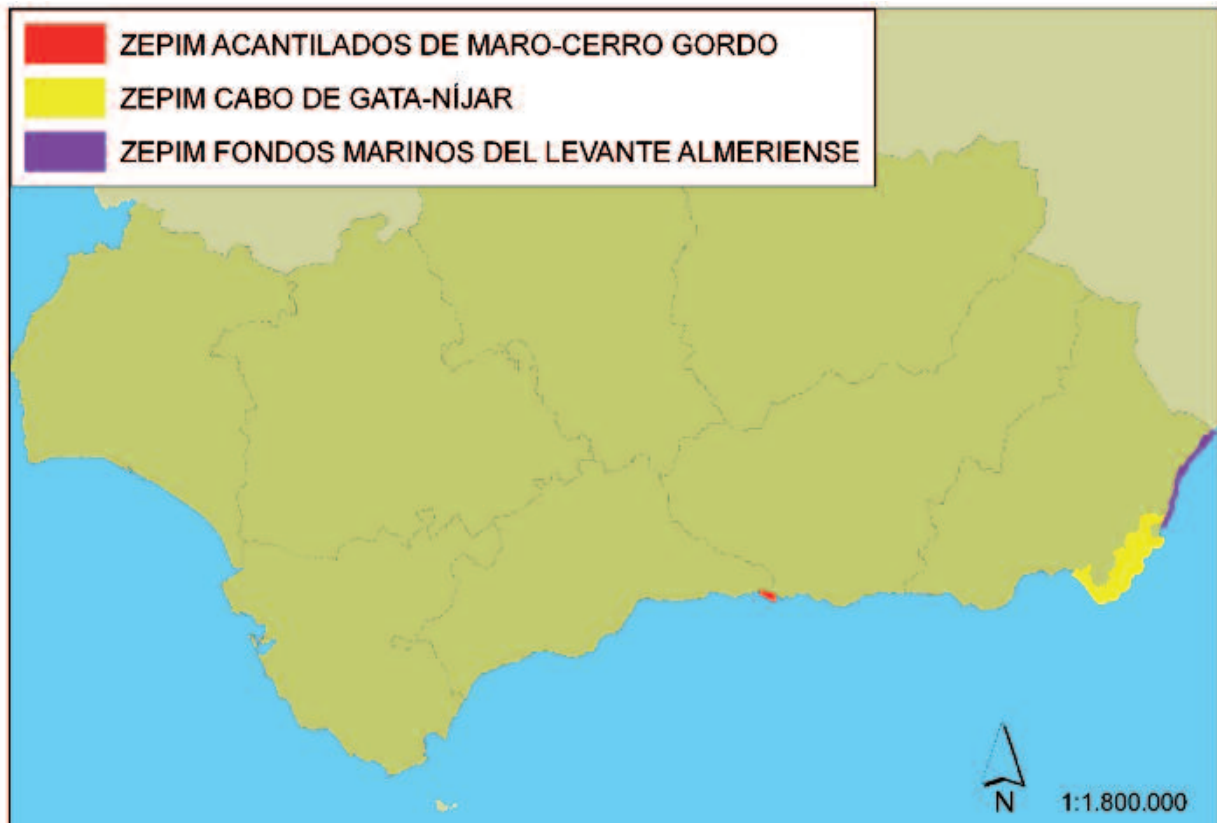 ZEPIM ACANTILADOS DE MARO-CERRO GORDO
ZEPIM CABO DE GATA-NÍJAR
ZEPIM FONDOS MARINOS DEL LEVANTE ALMERIENSE
N
1:1.800.000